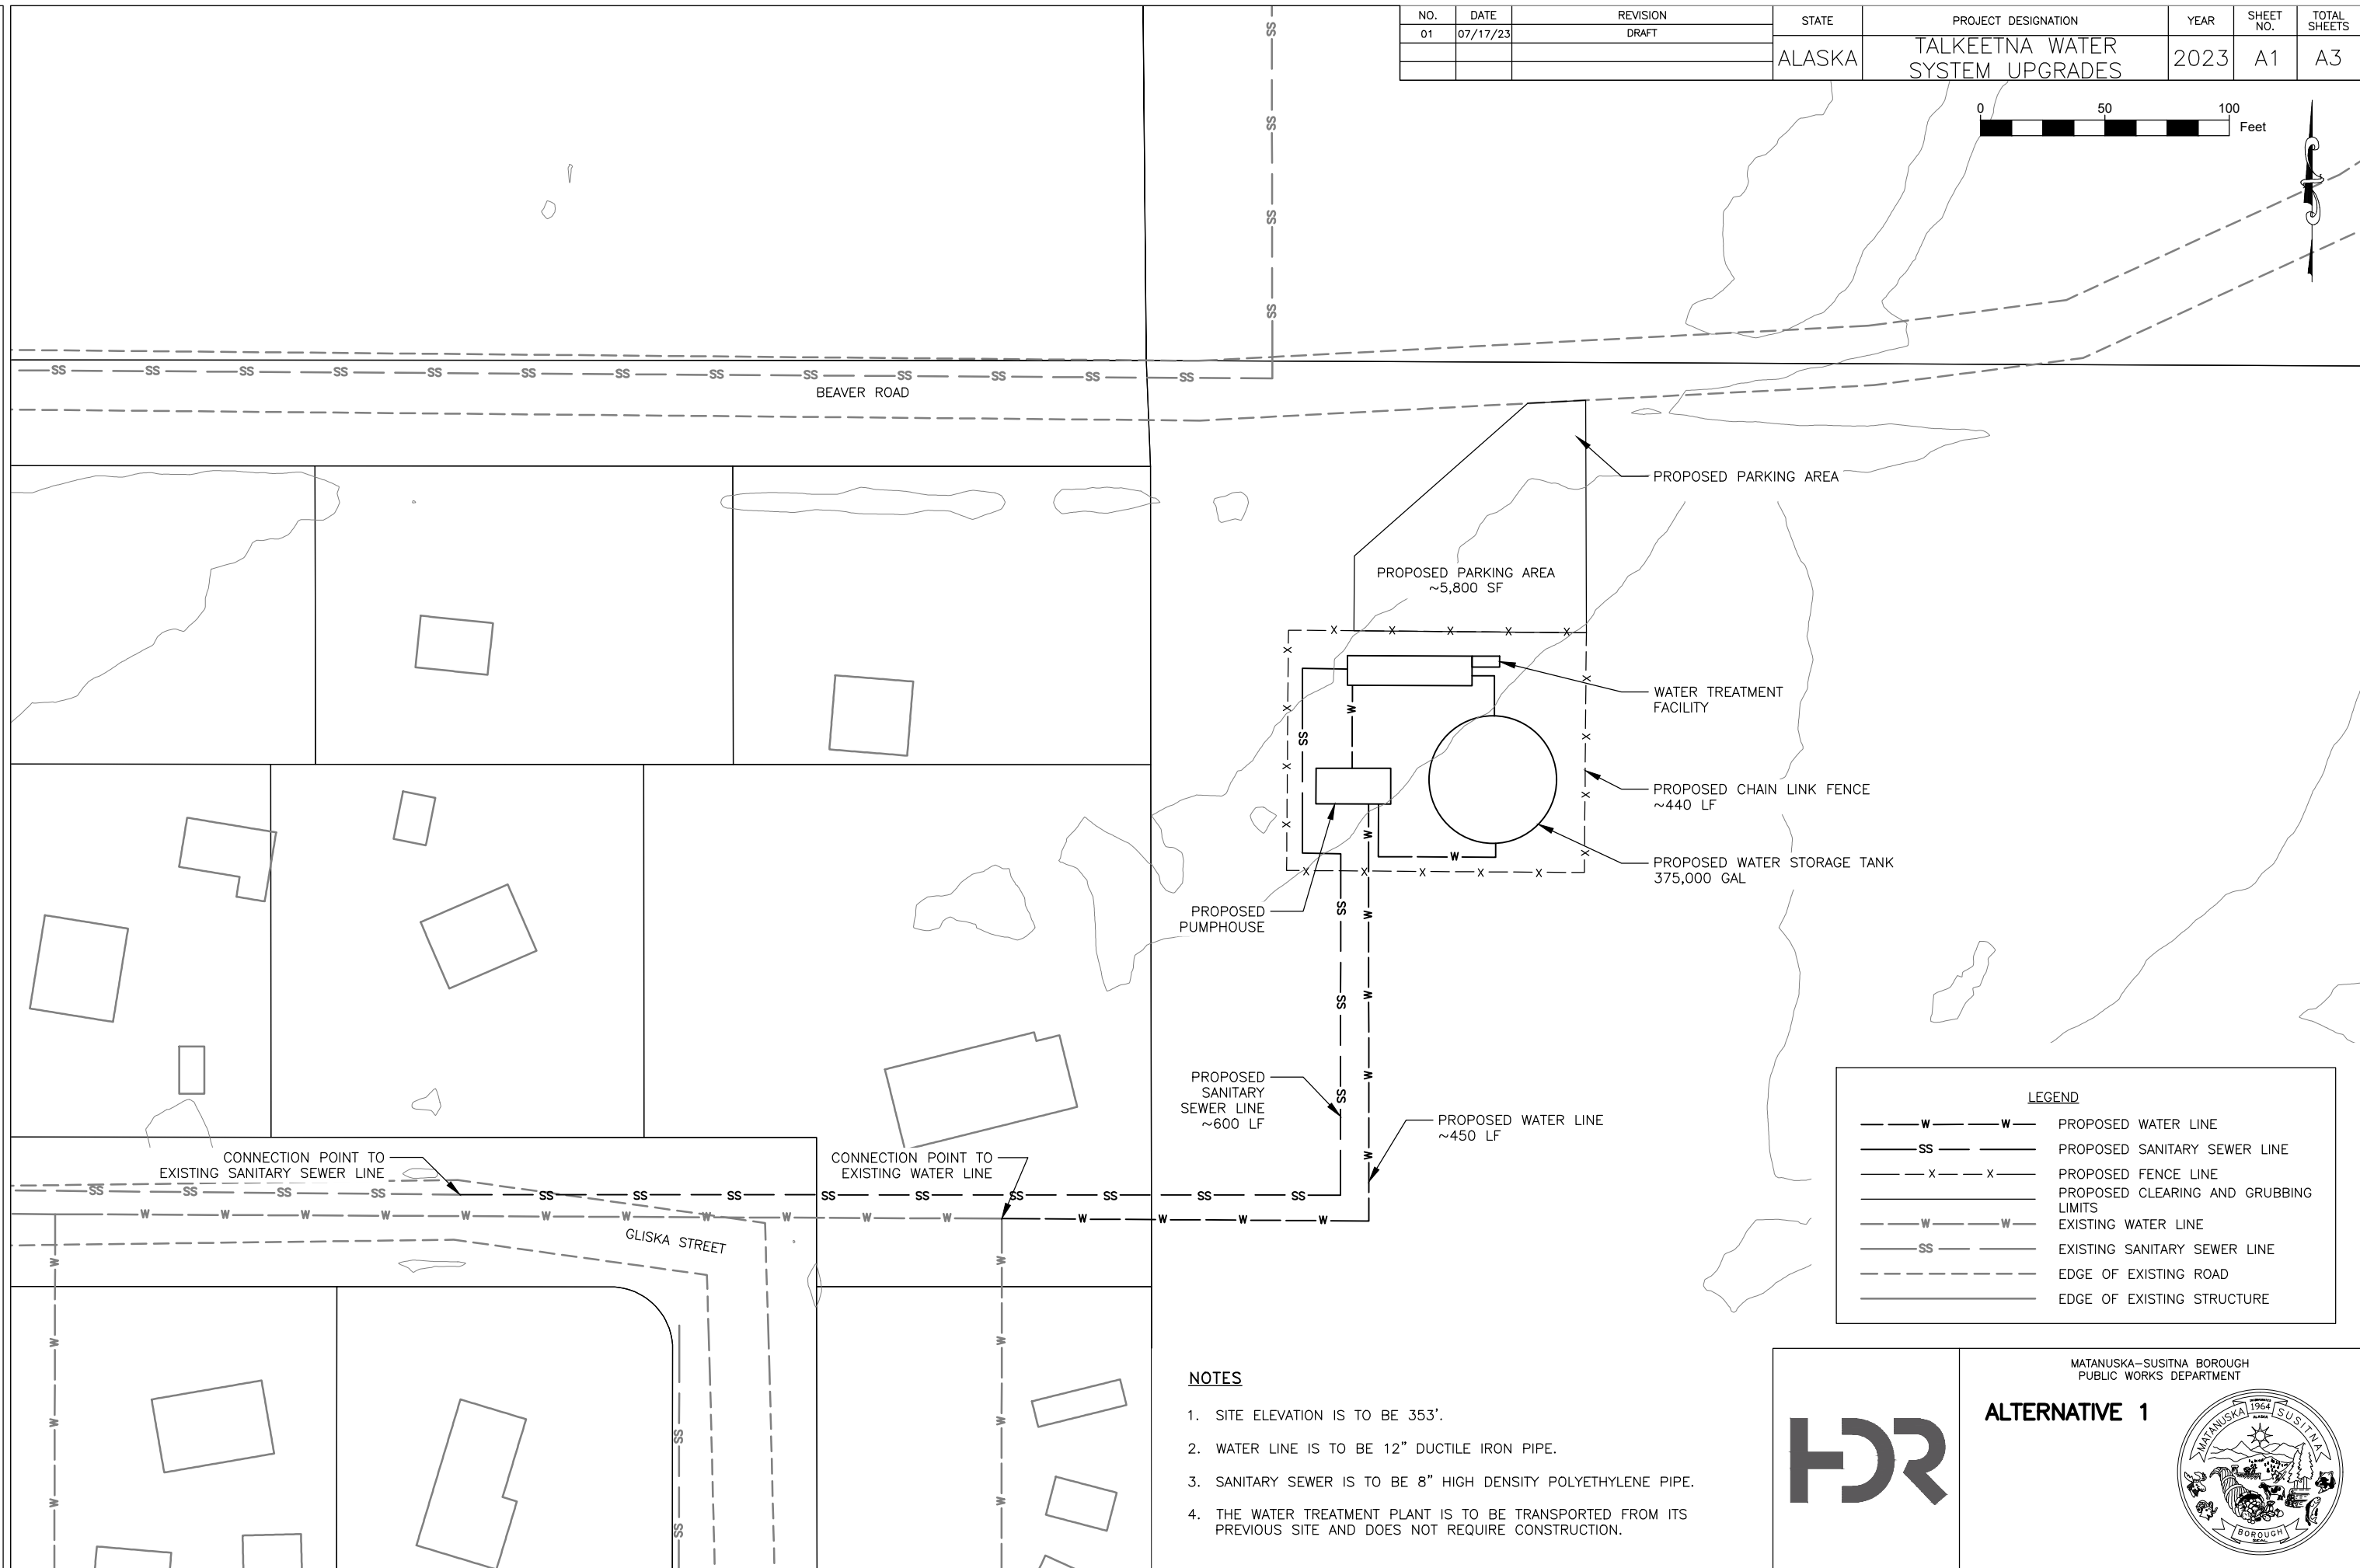 NO. DATE REVISION STATE PROJECT DESIGNATION YEAR SHEET NO. TOTAL SHEETS
01 07/17/23 DRAFT
ALASKA TALKEETNA WATER SYSTEM UPGRADES 2023 A1 A3
0 50 100
Feet
BEAVER ROAD
PROPOSED PARKING AREA
PROPOSED PARKING AREA
~5,800 SF
WATER TREATMENT
FACILITY
PROPOSED CHAIN LINK FENCE
~440 LF
PROPOSED WATER STORAGE TANK
375,000 GAL
PROPOSED
PUMPHOUSE
PROPOSED
SANITARY
SEWER LINE
~600 LF
PROPOSED WATER LINE
~450 LF
CONNECTION POINT TO
EXISTING SANITARY SEWER LINE
CONNECTION POINT TO
EXISTING WATER LINE
GLISKA STREET
LEGEND
W W PROPOSED WATER LINE
SS PROPOSED SANITARY SEWER LINE
X X PROPOSED FENCE LINE
PROPOSED CLEARING AND GRUBBING
LIMITS
W W EXISTING WATER LINE
SS EXISTING SANITARY SEWER LINE
EDGE OF EXISTING ROAD
EDGE OF EXISTING STRUCTURE
NOTES
1. SITE ELEVATION IS TO BE 353'.
2. WATER LINE IS TO BE 12" DUCTILE IRON PIPE.
3. SANITARY SEWER IS TO BE 8" HIGH DENSITY POLYETHYLENE PIPE.
4. THE WATER TREATMENT PLANT IS TO BE TRANSPORTED FROM ITS
PREVIOUS SITE AND DOES NOT REQUIRE CONSTRUCTION.
HDR
MATANUSKA-SUSITNA BOROUGH
PUBLIC WORKS DEPARTMENT
ALTERNATIVE 1
MATANUSKA 1964 SUSITNA
ALASKA
BOROUGH
SEAL